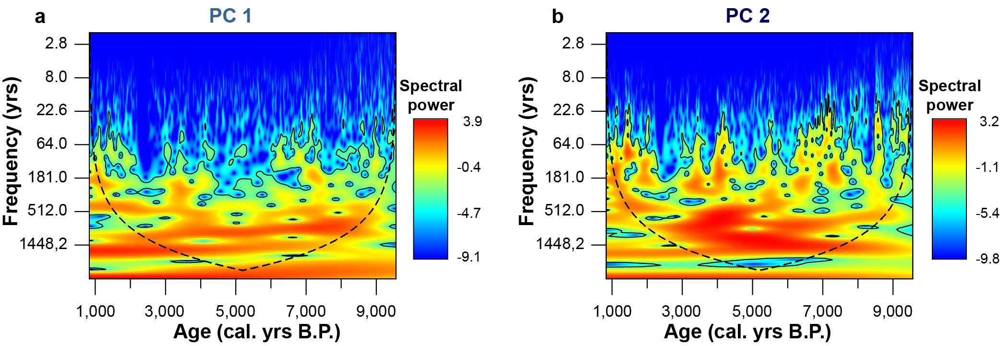 a
PC 1
2.8
8.0
22.6
64.0
181.0
512.0
1448,2
Frequency (yrs)
1,000
3,000
5,000
7,000
9,000
Age (cal. yrs B.P.)
Spectral
power
3.9
-0.4
-4.7
-9.1
b
PC 2
2.8
8.0
22.6
64.0
181.0
512.0
1448,2
Frequency (yrs)
1,000
3,000
5,000
7,000
9,000
Age (cal. yrs B.P.)
Spectral
power
3.2
-1.1
-5.4
-9.8